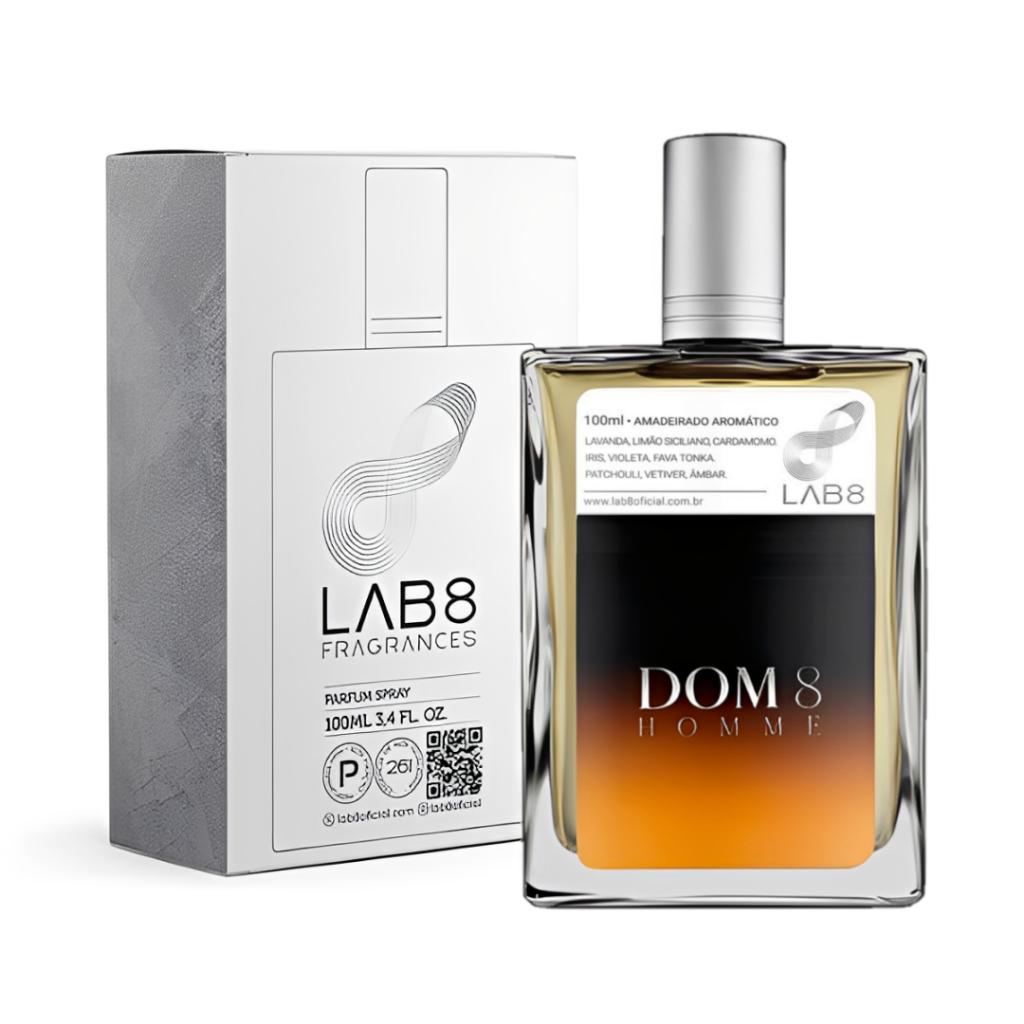 LAB8
FRAGRANCES
PARFUM SPRAY
100ML 3,4 FL. OZ.
P
261
100ml • AMADEIRADO AROMÁTICO
LAVANDA, LIMÃO SICILIANO, CARDAMOMO.
IRIS, VIOLETA, FAVA TONKA.
PATCHOULI, VETIVER, ÂMBAR.
www.lab8oficial.com.br
LAB8
DOM 8
HOMME